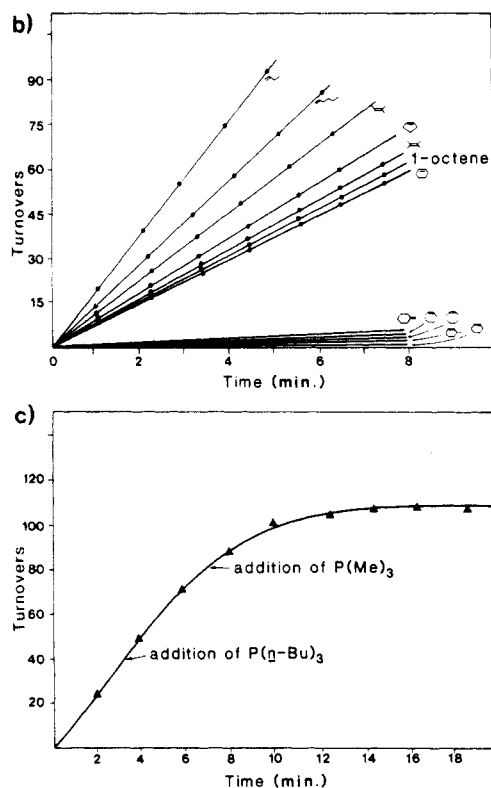 b)
Turnovers
90
75
60
45
30
15
1-octene
0 2 4 6 8
Time (min.)
c)
Turnovers
120
100
80
60
40
20
addition of P(Me)3
addition of P(n-Bu)3
2 4 6 8 10 12 14 16 18
Time (min.)